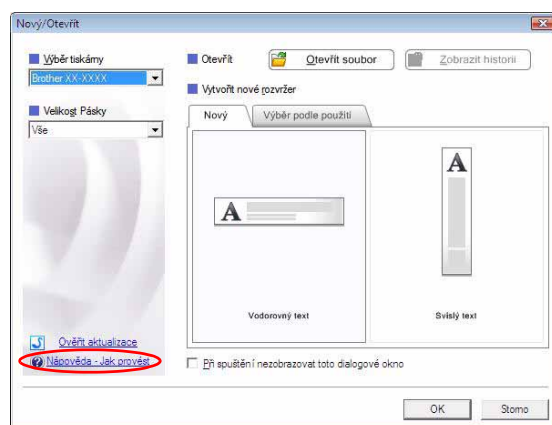 Nový/Otevřít
Výběr tiskárny
Brother XX-XXXX
Velikost Pásky
Vše
Otevřít
Otevřít soubor
Zobrazit historii
Vytvořit nové rozvržer
Nový
Výběr podle použití
A
Vodorovný text
A
Svislý text
Ověřit aktualizace
Nápověda - Jak provést
Při spuštění nezobrazovat toto dialogové okno
OK
Storno